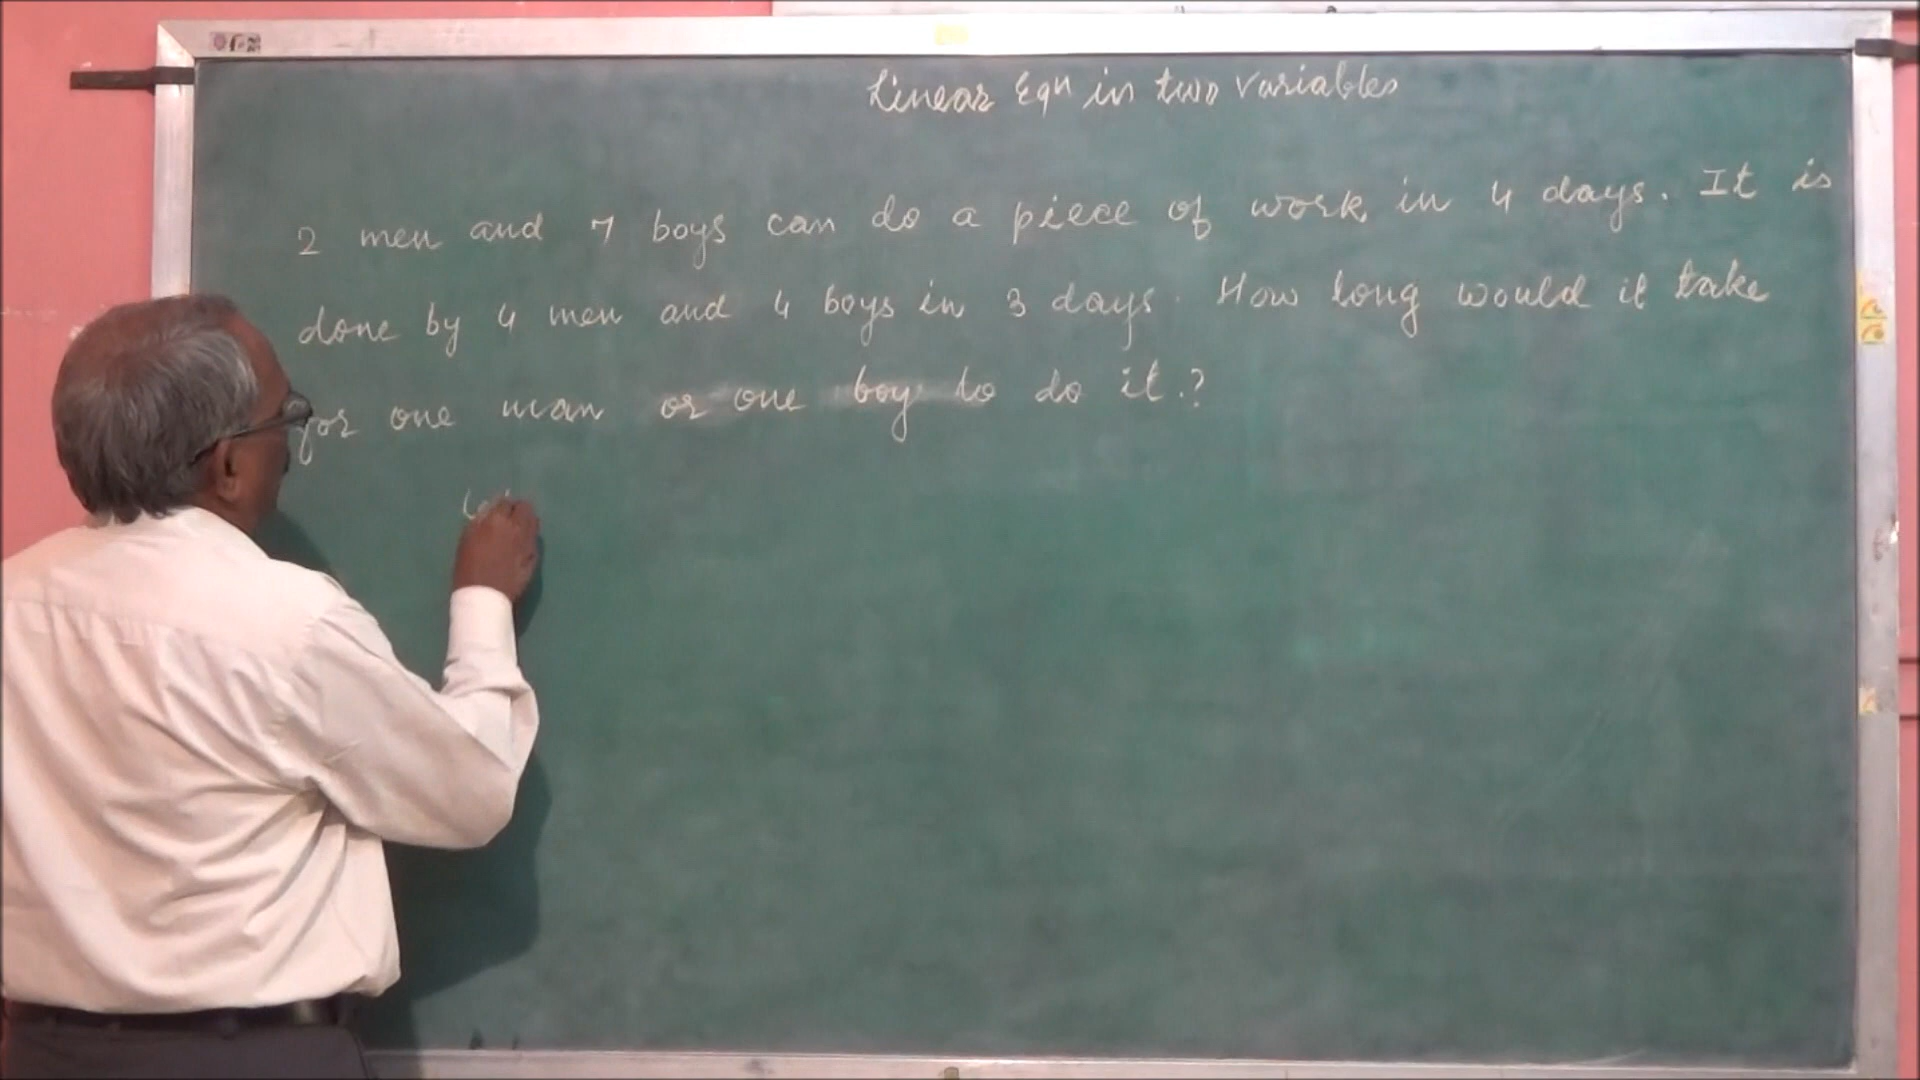 Linear Eqn in two variables
2 men and 7 boys can do a piece of work in 4 days. It is
done by 4 men and 4 boys in 3 days. How long would it take
for one man or one boy to do it.?